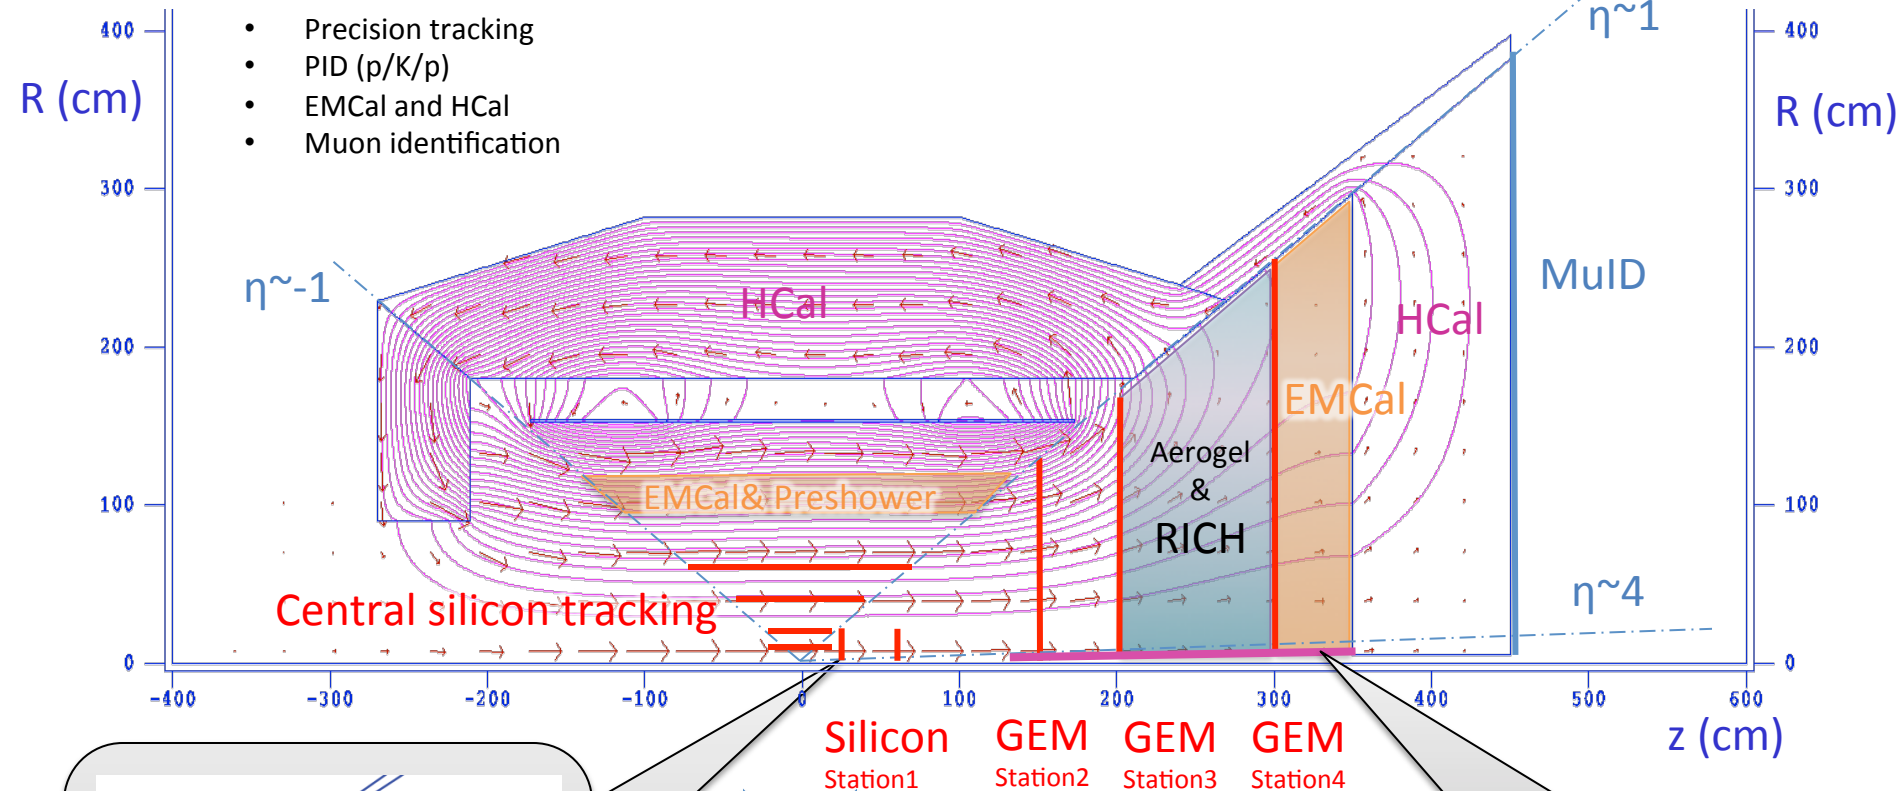 • Precision tracking
• PID (p/K/p)
• EMCal and HCal
• Muon identification
R (cm)
R (cm)
400
300
200
100
0
400
300
200
100
0
η~1
η~-1
HCal
MuID
HCal
EMCal
Aerogel
&
RICH
EMCal& Preshower
η~4
Central silicon tracking
-400 -300 -200 -100 0 100 200 300 400 500 600
z (cm)
Silicon GEM GEM GEM
Station1 Station2 Station3 Station4